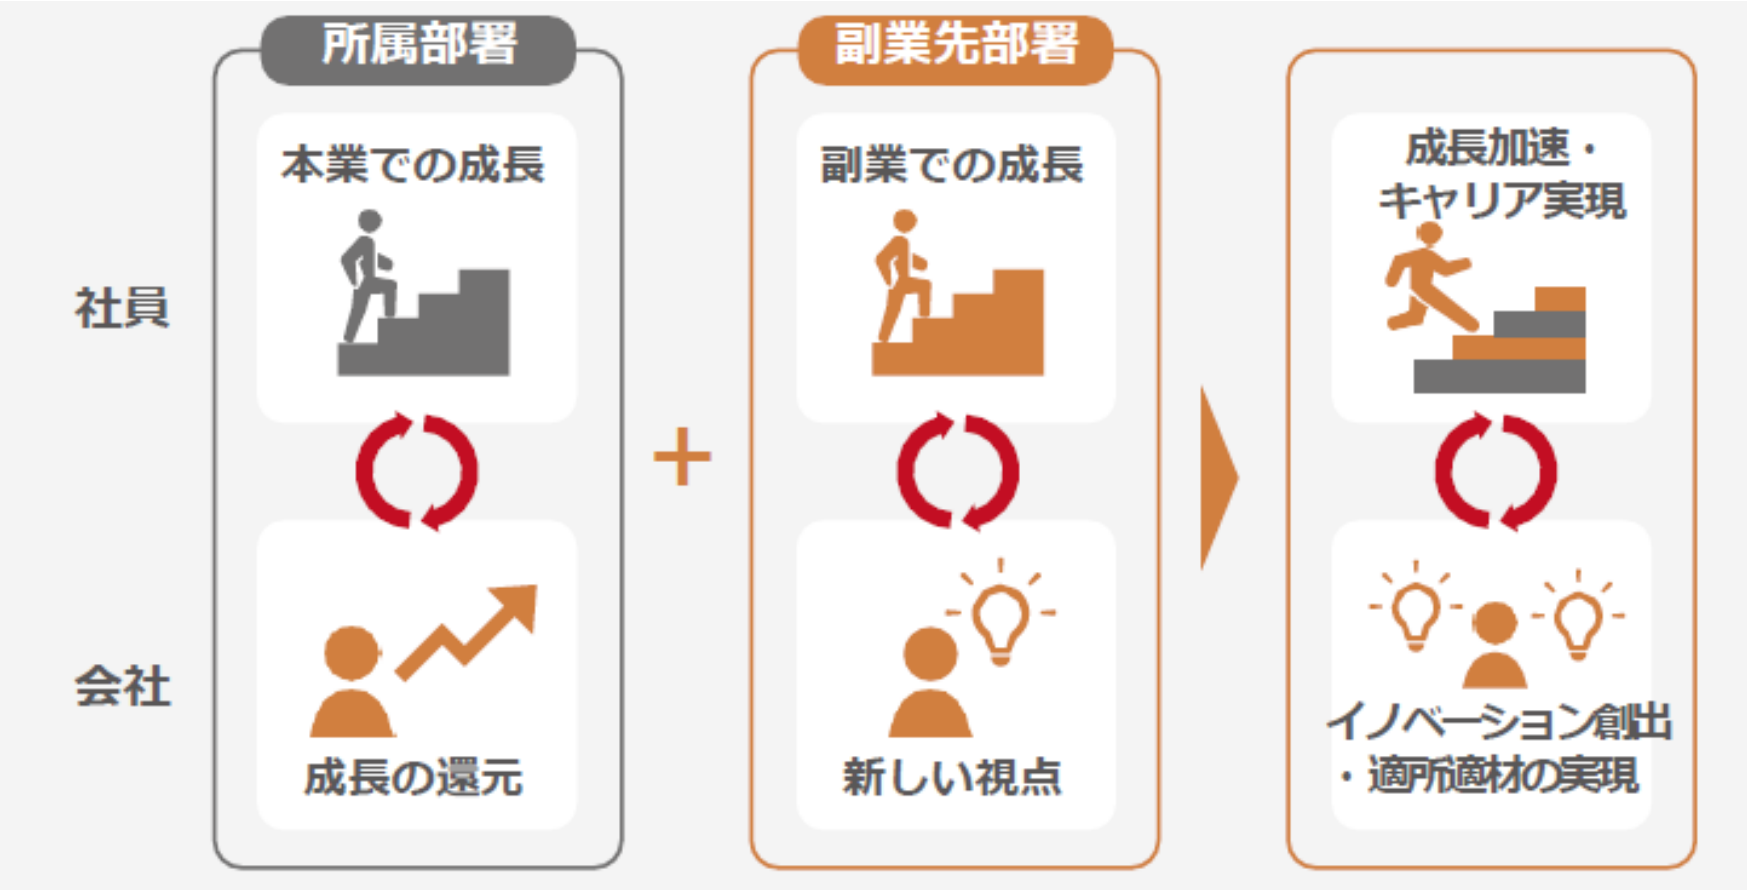 所属部署
副業先部署
本業での成長
副業での成長
成長加速・
キャリア実現
社員
+
会社
成長の還元
新しい視点
イノベーション創出
・適所適材の実現